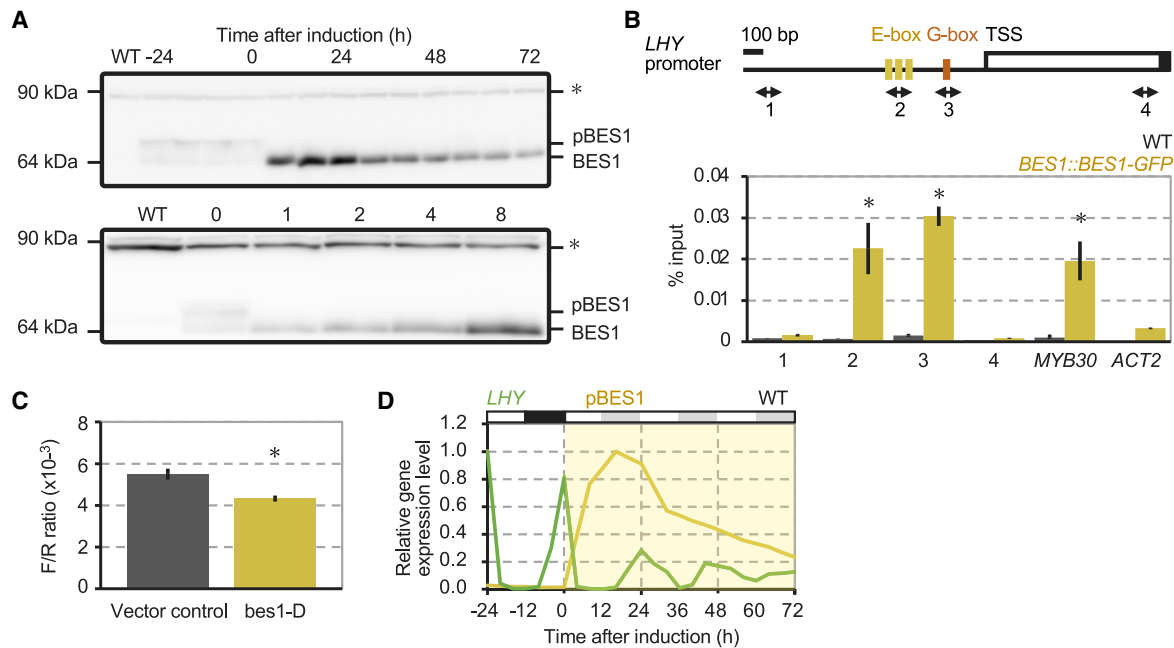 A
Time after induction (h)
WT -24 0 24 48 72
90 kDa
*
pBES1
64 kDa
BES1
WT 0 1 2 4 8
90 kDa
*
pBES1
64 kDa
BES1
B
100 bp
E-box G-box TSS
LHY
promoter
1 2 3 4
WT
BES1::BES1-GFP
0.04
0.03
0.02
0.01
0
% input
* * *
1 2 3 4 MYB30 ACT2
C
8
6
4
2
0
F/R ratio (x10-3)
*
Vector control bes1-D
D
LHY pBES1 WT
1.2
1.0
0.8
0.6
0.4
0.2
0.0
Relative gene
expression level
-24 -12 0 12 24 36 48 60 72
Time after induction (h)